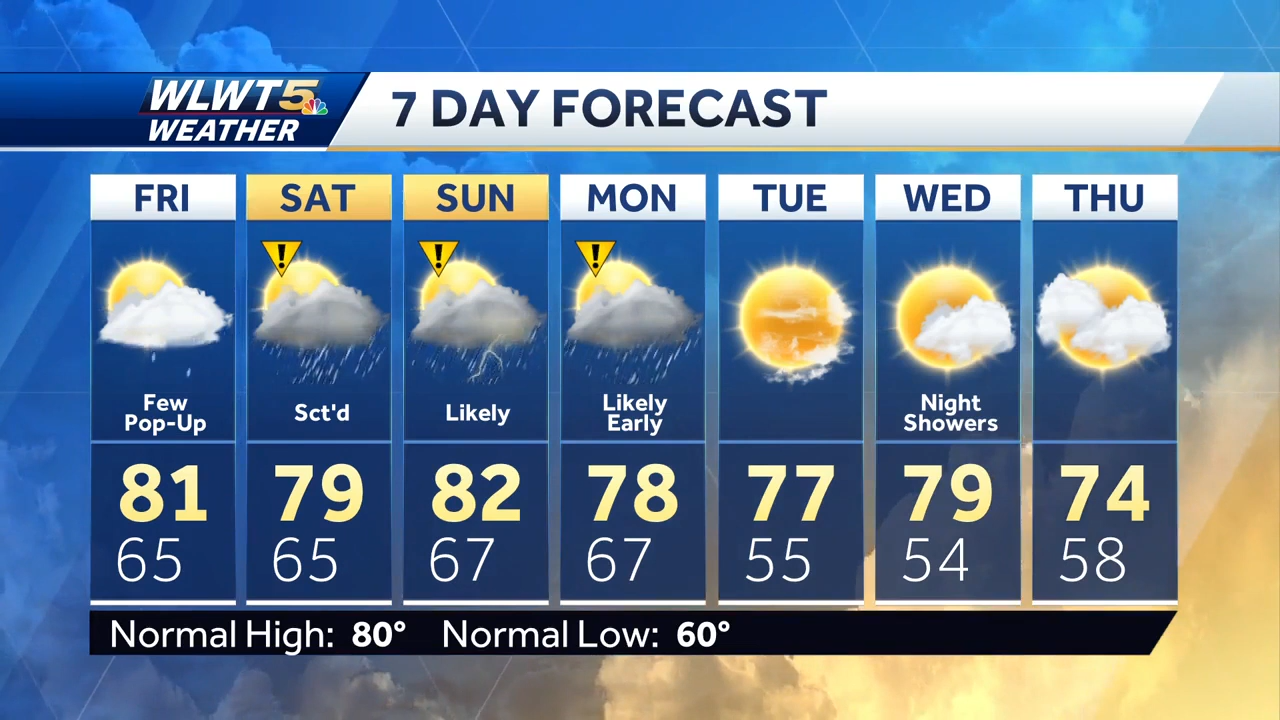 WLWT5
WEATHER
7 DAY FORECAST
FRI
SAT
SUN
MON
TUE
WED
THU
!
!
!
Few
Pop-Up
Sct'd
Likely
Likely
Early
Night
Showers
81
79
82
78
77
79
74
65
65
67
67
55
54
58
Normal High: 80° Normal Low: 60°